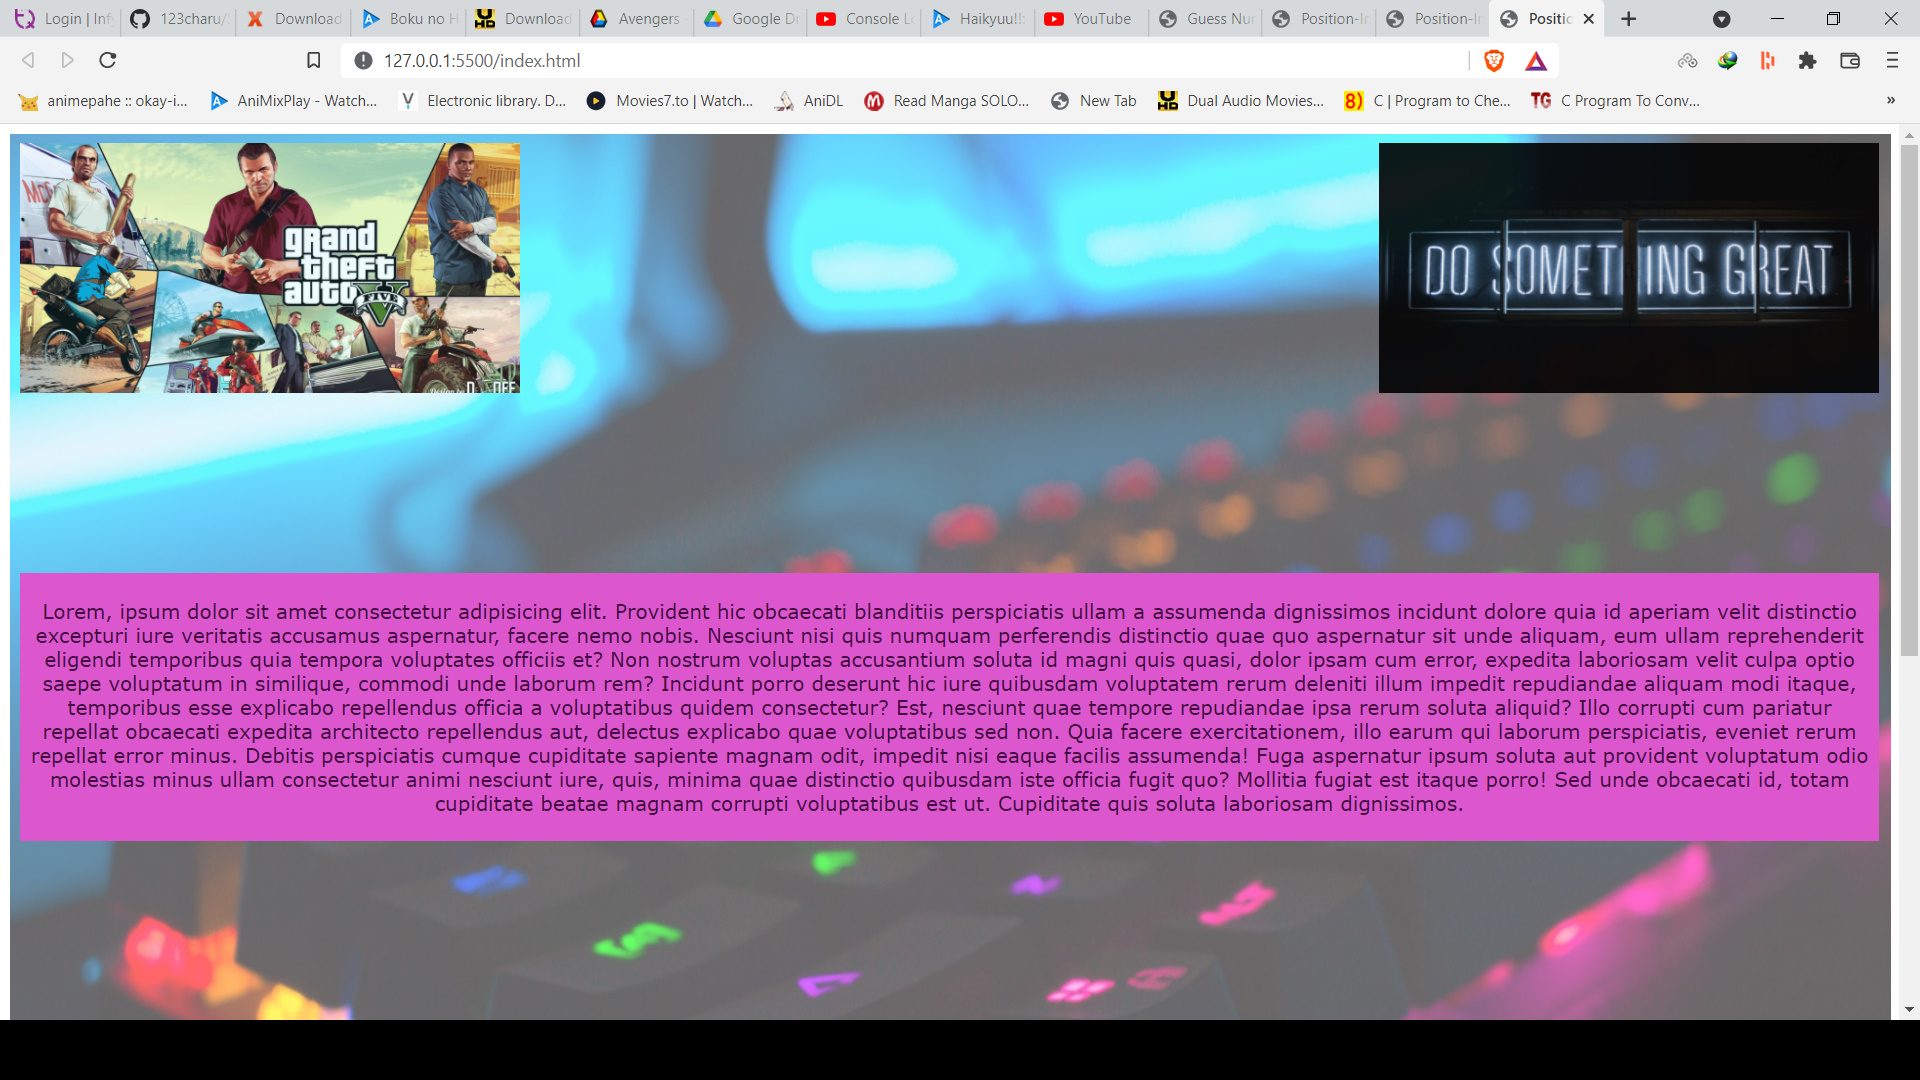 Login | Inf
123charu/
Download
Boku no H
Download
Avengers
Google Dr
Console Lo
Haikyuu!!:
YouTube
Guess Nu
Position-In
Position-In
Positic
127.0.0.1:5500/index.html
animepahe :: okay-i...
AniMixPlay - Watch...
Electronic library. D...
Movies7.to | Watch...
AniDL
Read Manga SOLO...
New Tab
Dual Audio Movies...
C | Program to Che...
C Program To Conv...
grand
theft
auto
FIVE
DO SOMETHING GREAT
Lorem, ipsum dolor sit amet consectetur adipisicing elit. Provident hic obcaecati blanditiis perspiciatis ullam a assumenda dignissimos incidunt dolore quia id aperiam velit distinctio
excepturi iure veritatis accusamus aspernatur, facere nemo nobis. Nesciunt nisi quis numquam perferendis distinctio quae quo aspernatur sit unde aliquam, eum ullam reprehenderit
eligendi temporibus quia tempora voluptates officiis et? Non nostrum voluptas accusantium soluta id magni quis quasi, dolor ipsam cum error, expedita laboriosam velit culpa optio
saepe voluptatum in similique, commodi unde laborum rem? Incidunt porro deserunt hic iure quibusdam voluptatem rerum deleniti illum impedit repudiandae aliquam modi itaque,
temporibus esse explicabo repellendus officia a voluptatibus quidem consectetur? Est, nesciunt quae tempore repudiandae ipsa rerum soluta aliquid? Illo corrupti cum pariatur
repellat obcaecati expedita architecto repellendus aut, delectus explicabo quae voluptatibus sed non. Quia facere exercitationem, illo earum qui laborum perspiciatis, eveniet rerum
repellat error minus. Debitis perspiciatis cumque cupiditate sapiente magnam odit, impedit nisi eaque facilis assumenda! Fuga aspernatur ipsum soluta aut provident voluptatum odio
molestias minus ullam consectetur animi nesciunt iure, quis, minima quae distinctio quibusdam iste officia fugit quo? Mollitia fugiat est itaque porro! Sed unde obcaecati id, totam
cupiditate beatae magnam corrupti voluptatibus est ut. Cupiditate quis soluta laboriosam dignissimos.